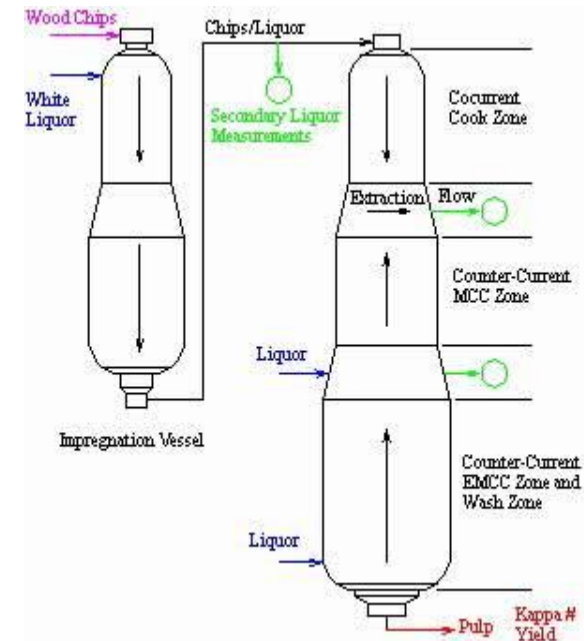 Wood Chips
White
Liquor
Chips/Liquor
Secondary Liquor
Measurements
Cocurrent
Cook Zone
Extraction
Flow
Counter-Current
MCC Zone
Liquor
Impregnation Vessel
Counter-Current
EMCC Zone and
Wash Zone
Liquor
Pulp
Kappa #
Yield